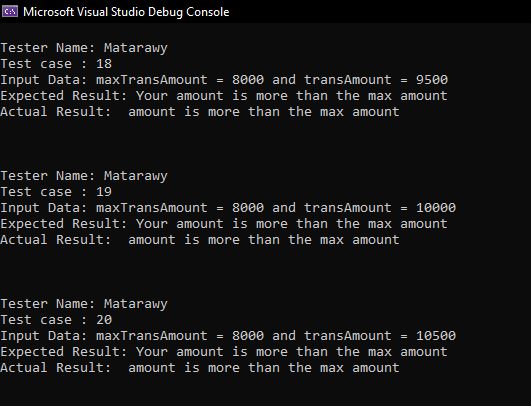 Microsoft Visual Studio Debug Console
Tester Name: Matarawy
Test case : 18
Input Data: maxTransAmount = 8000 and transAmount = 9500
Expected Result: Your amount is more than the max amount
Actual Result:  amount is more than the max amount
Tester Name: Matarawy
Test case : 19
Input Data: maxTransAmount = 8000 and transAmount = 10000
Expected Result: Your amount is more than the max amount
Actual Result:  amount is more than the max amount
Tester Name: Matarawy
Test case : 20
Input Data: maxTransAmount = 8000 and transAmount = 10500
Expected Result: Your amount is more than the max amount
Actual Result:  amount is more than the max amount